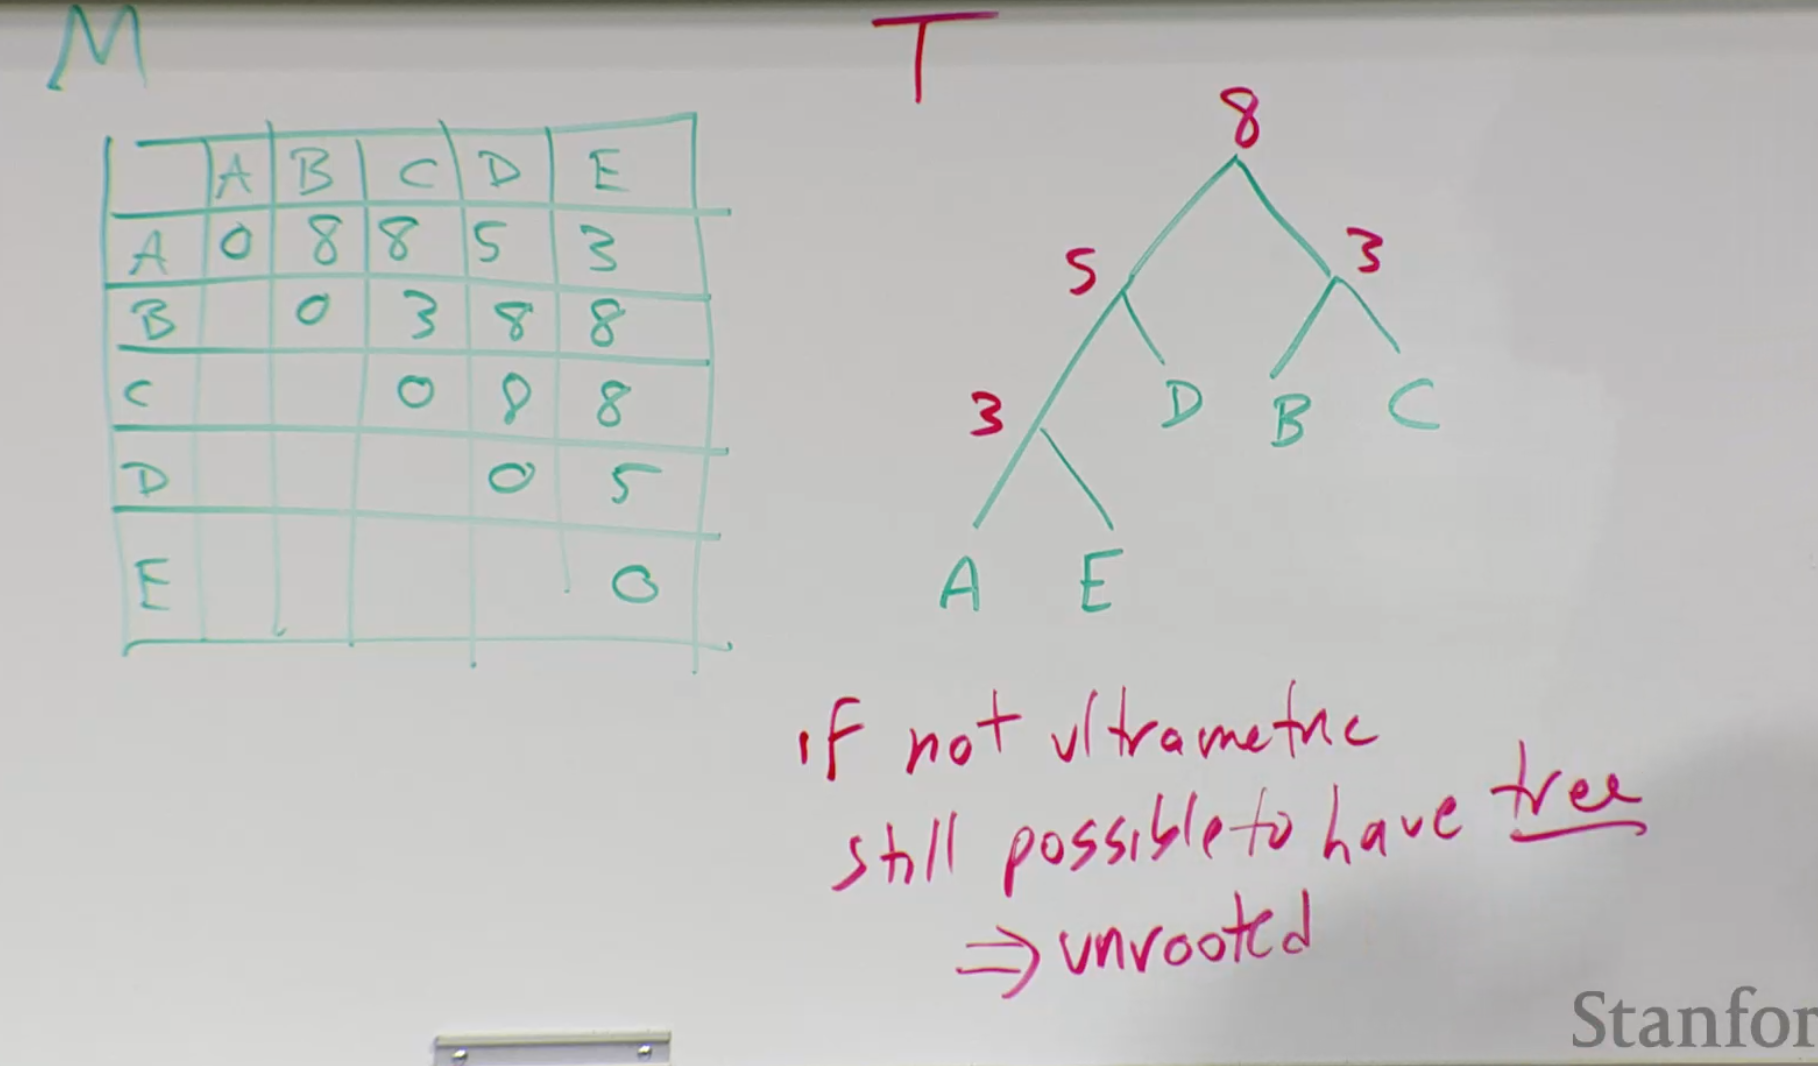 M
T
A B C D E
A 0 8 8 5 3
B 0 3 8 8
C 0 8 8
D 0 5
E 0
8
5 3
3 D B C
A E
if not ultrametric
still possible to have tree
⇒ unrooted
Stanfor